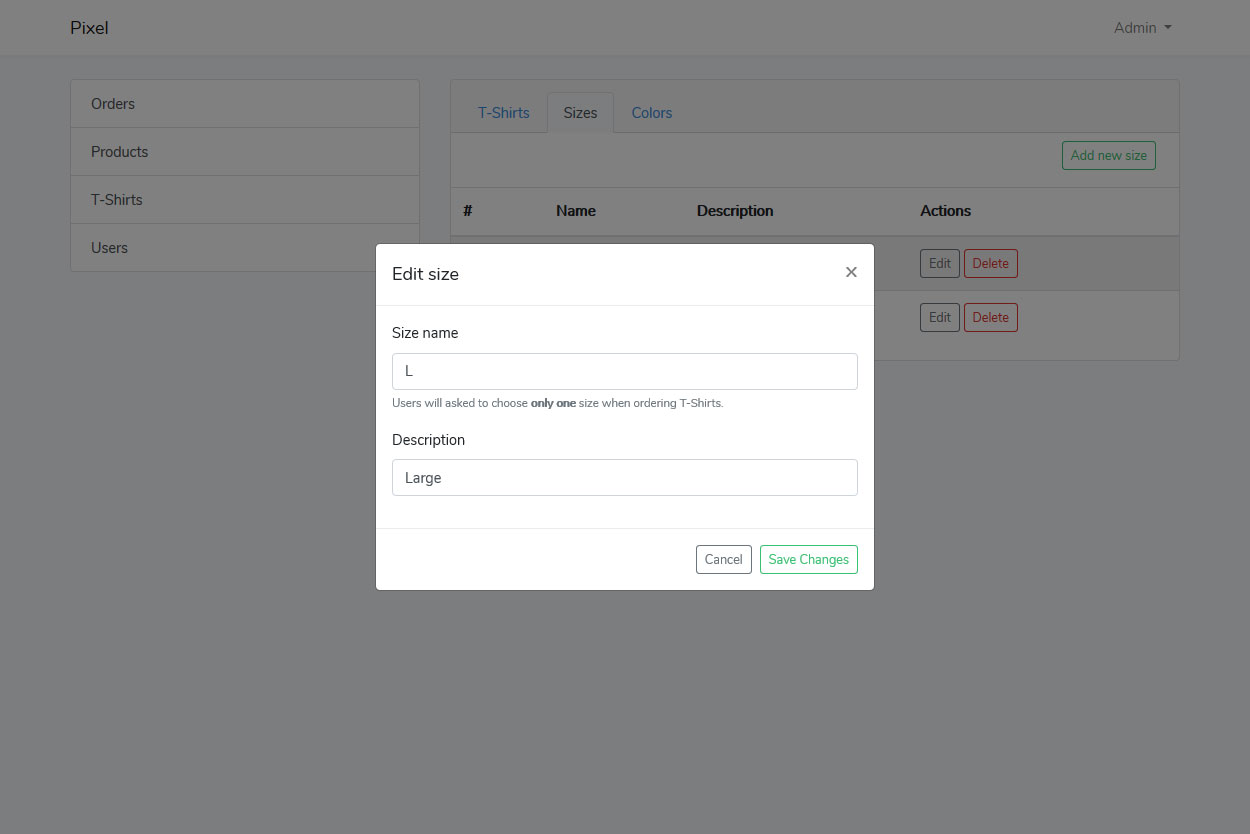 Pixel
Admin
Orders
Products
T-Shirts
Users
T-Shirts Sizes Colors
Add new size
# Name Description Actions
Edit Delete
Edit Delete
Edit size
×
Size name
L
Users will asked to choose only one size when ordering T-Shirts.
Description
Large
Cancel Save Changes